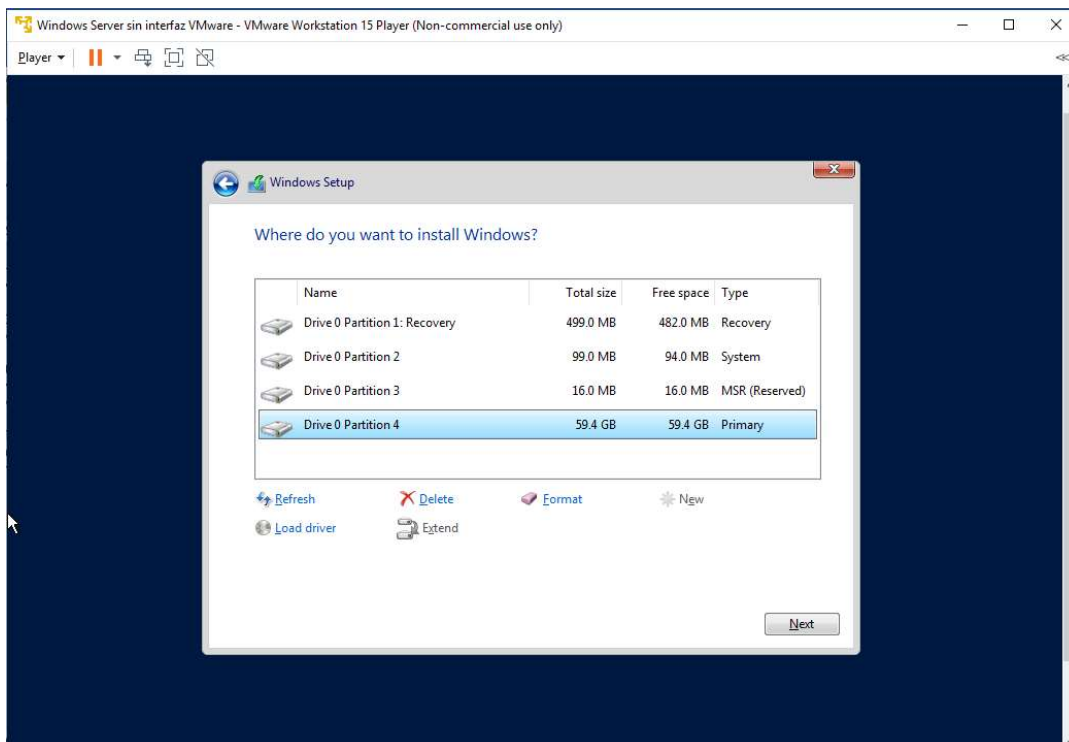 Windows Server sin interfaz VMware - VMware Workstation 15 Player (Non-commercial use only)
Player
Windows Setup
Where do you want to install Windows?
Name Total size Free space Type
Drive 0 Partition 1: Recovery 499.0 MB 482.0 MB Recovery
Drive 0 Partition 2 99.0 MB 94.0 MB System
Drive 0 Partition 3 16.0 MB 16.0 MB MSR (Reserved)
Drive 0 Partition 4 59.4 GB 59.4 GB Primary
Refresh Delete Format New
Load driver Extend
Next